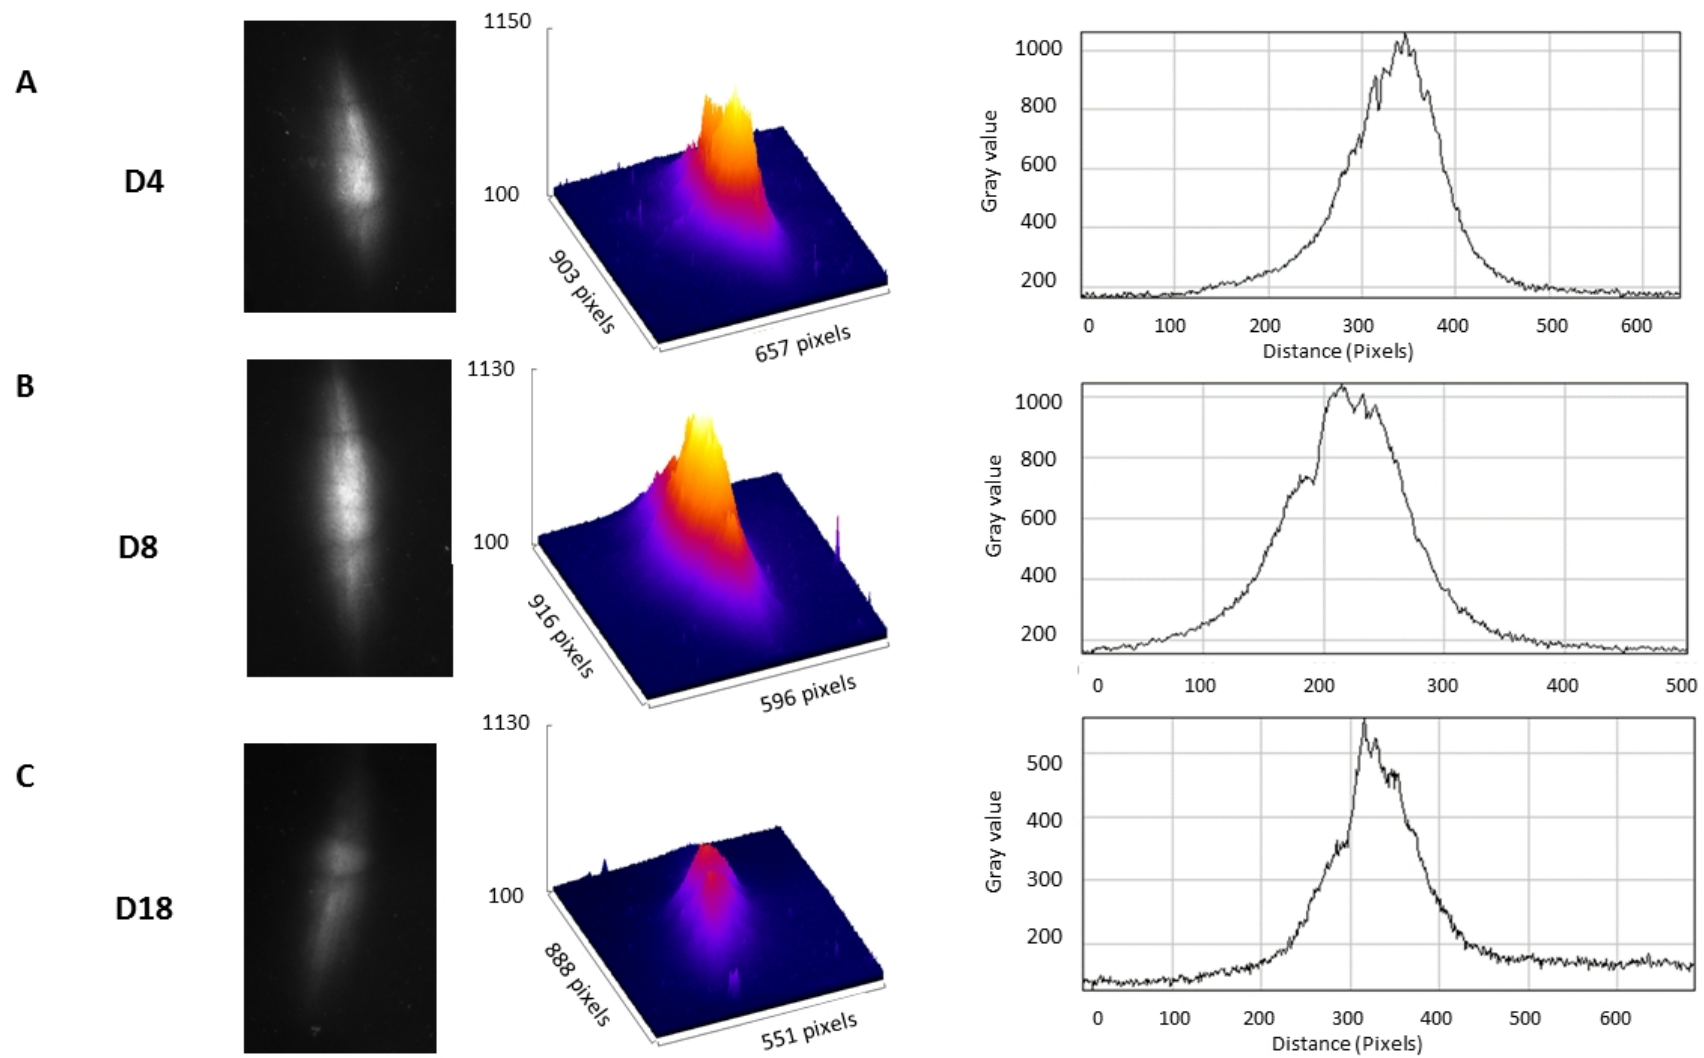 A
D4
1150
100
903 pixels
657 pixels
Gray value
1000
800
600
400
200
0 100 200 300 400 500 600
Distance (Pixels)
B
D8
1130
100
916 pixels
596 pixels
Gray value
1000
800
600
400
200
0 100 200 300 400 500
C
D18
1130
100
888 pixels
551 pixels
Gray value
500
400
300
200
0 100 200 300 400 500 600
Distance (Pixels)